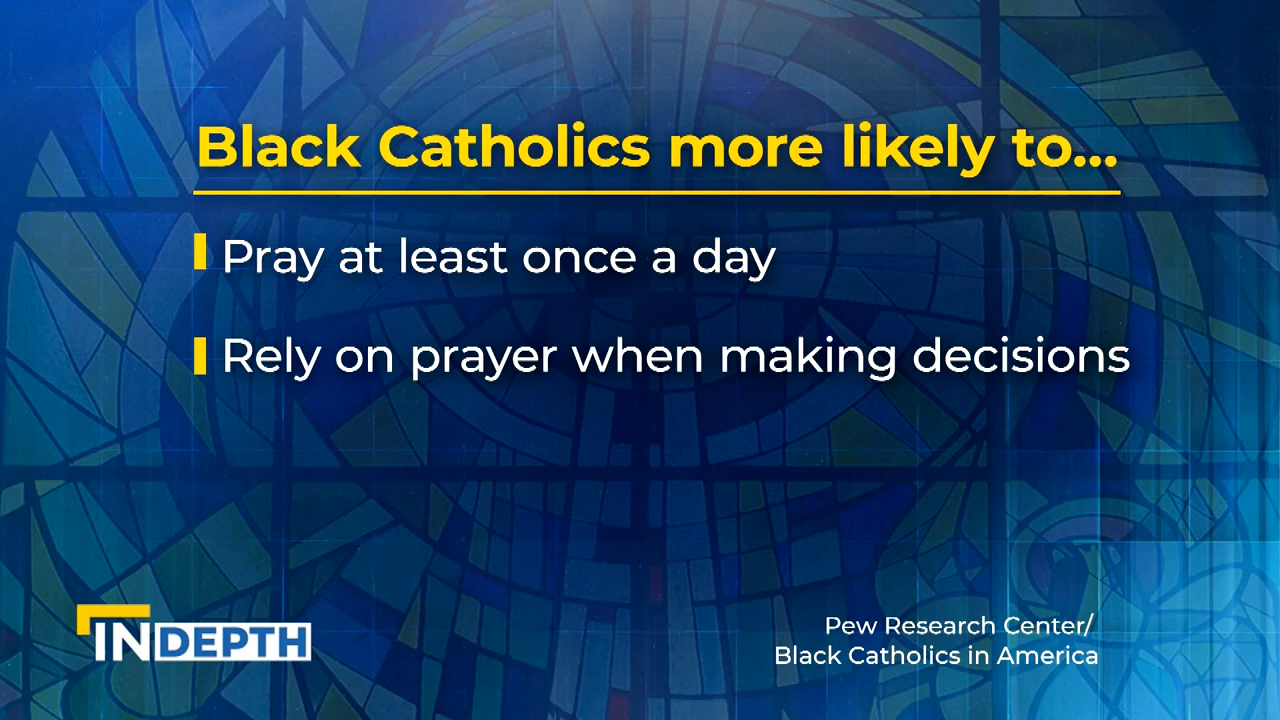 Black Catholics more likely to...
Pray at least once a day
Rely on prayer when making decisions
INDEPTH
Pew Research Center/
Black Catholics in America